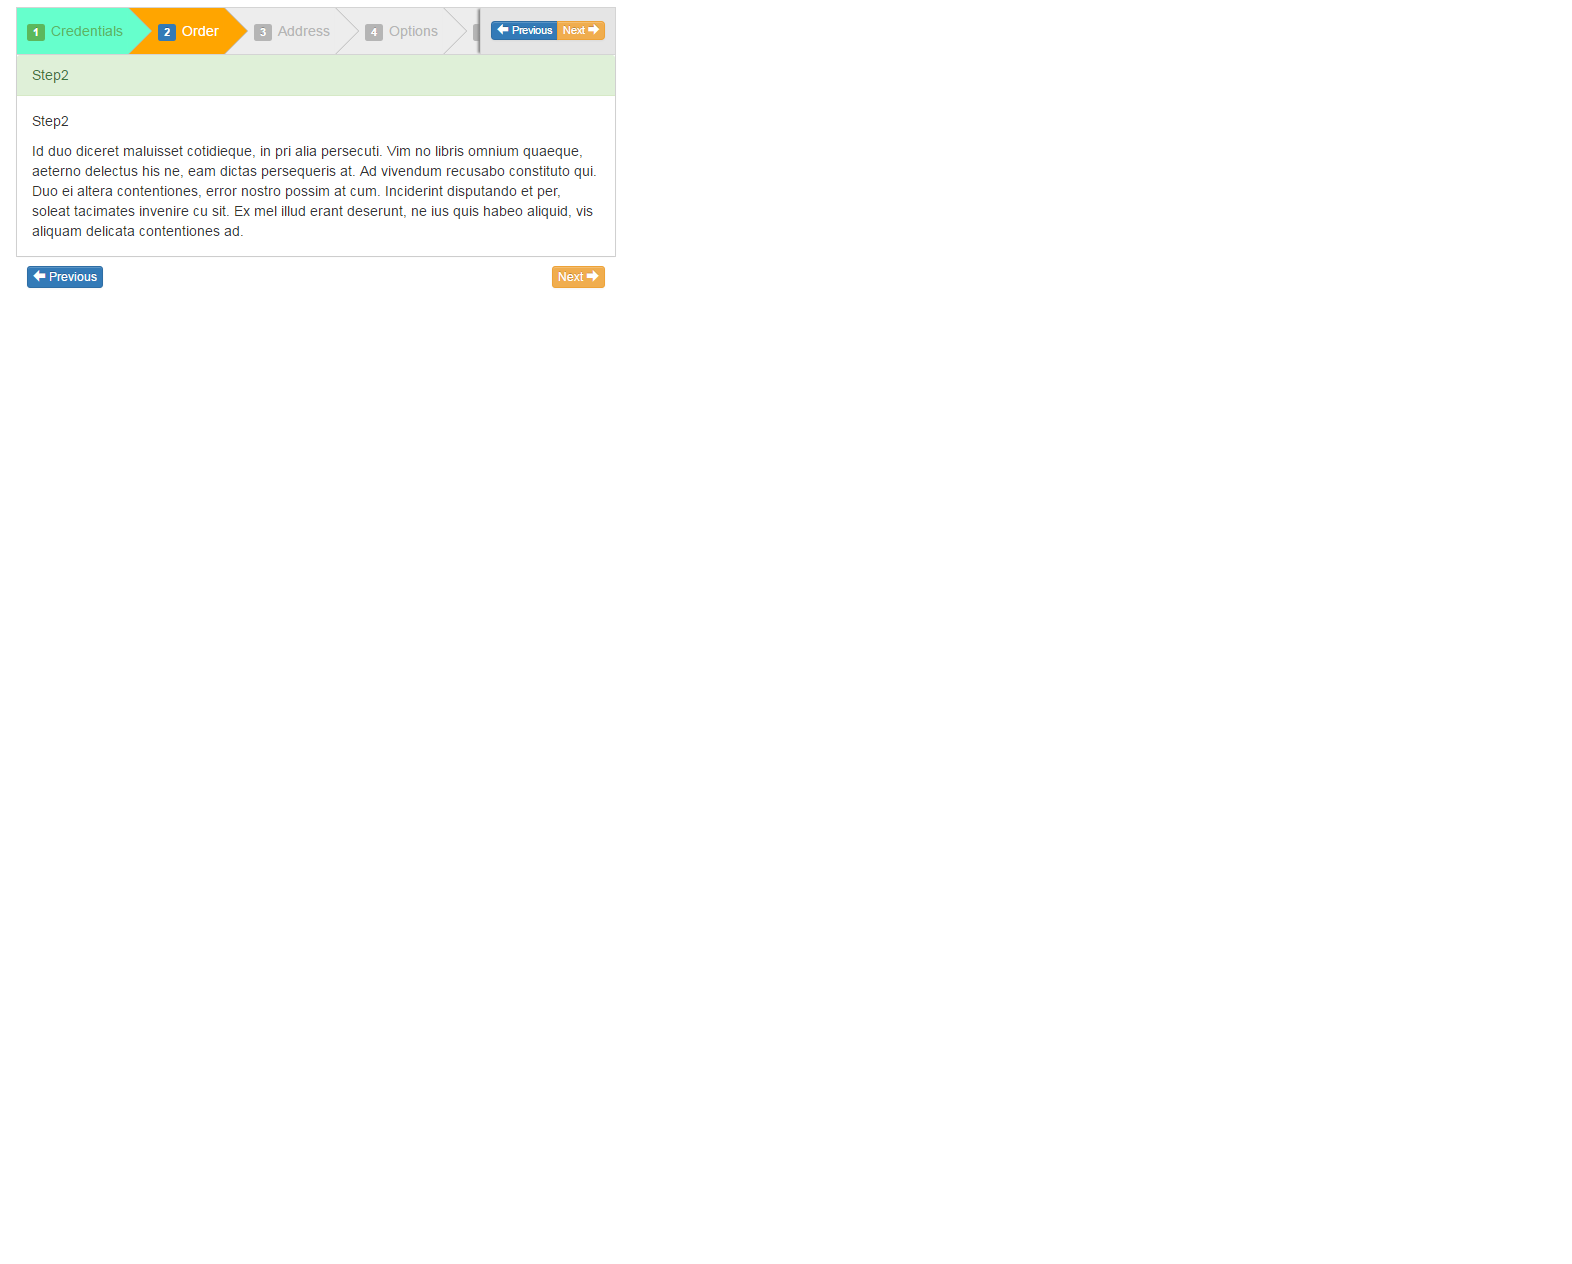 1 Credentials 2 Order 3 Address 4 Options Previous Next
Step2
Step2
Id duo diceret maluisset cotidieque, in pri alia persecuti. Vim no libris omnium quaeque,
aeterno delectus his ne, eam dictas persequeris at. Ad vivendum recusabo constituto qui.
Duo ei altera contentiones, error nostro possim at cum. Inciderint disputando et per,
soleat tacimates invenire cu sit. Ex mel illud erant deserunt, ne ius quis habeo aliquid, vis
aliquam delicata contentiones ad.
Previous Next